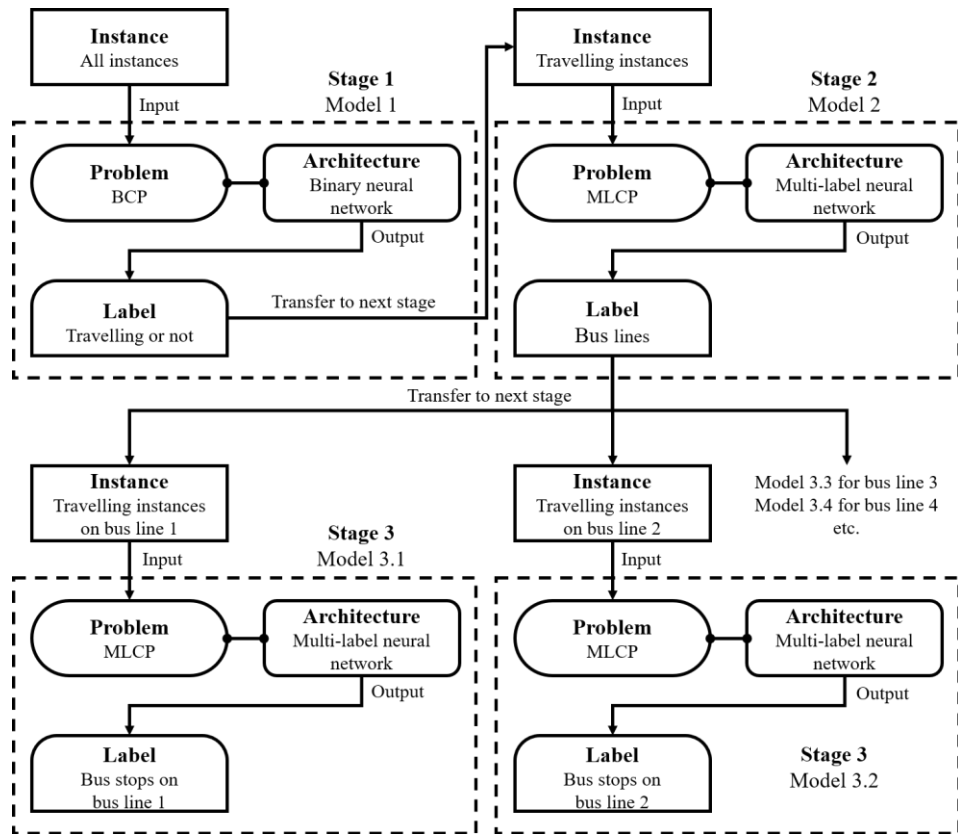 Instance
All instances
Input
Stage 1
Model 1
Problem
BCP
Architecture
Binary neural
network
Output
Label
Travelling or not
Transfer to next stage
Instance
Travelling instances
Input
Stage 2
Model 2
Problem
MLCP
Architecture
Multi-label neural
network
Output
Label
Bus lines
Transfer to next stage
Instance
Travelling instances
on bus line 1
Input
Stage 3
Model 3.1
Problem
MLCP
Architecture
Multi-label neural
network
Output
Label
Bus stops on
bus line 1
Instance
Travelling instances
on bus line 2
Input
Model 3.3 for bus line 3
Model 3.4 for bus line 4
etc.
Problem
MLCP
Architecture
Multi-label neural
network
Output
Label
Bus stops on
bus line 2
Stage 3
Model 3.2